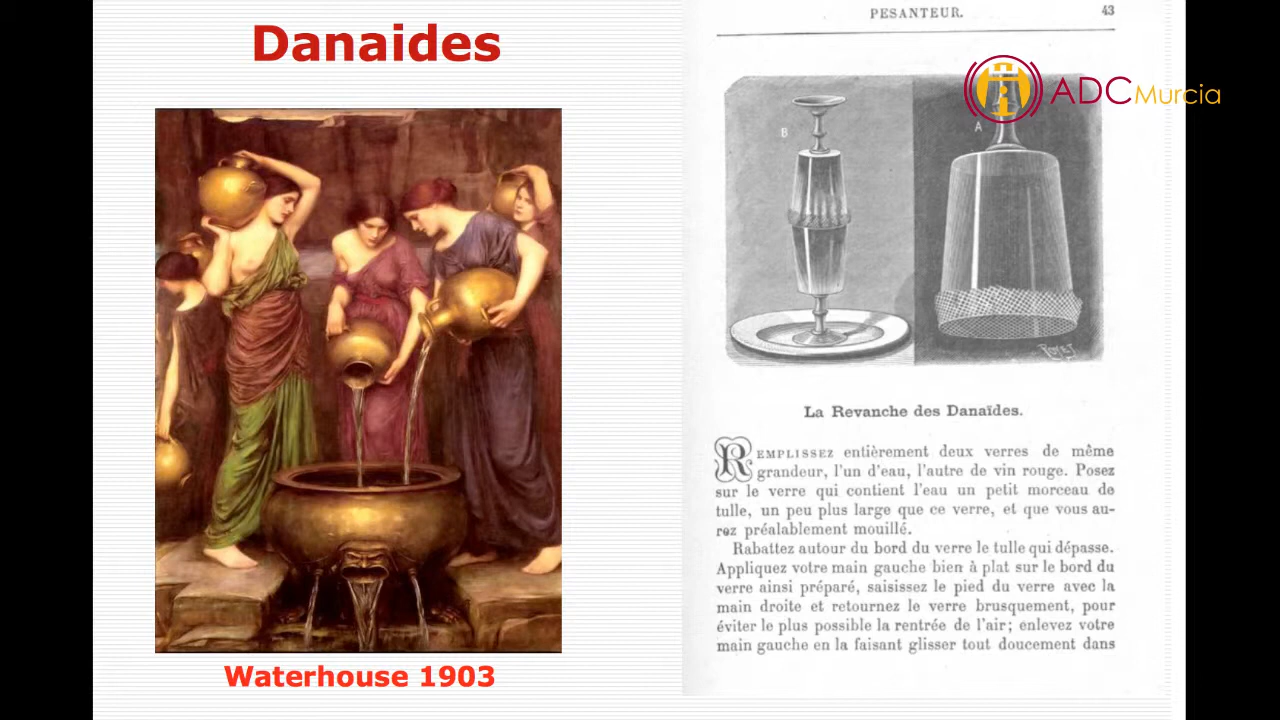 Danaides
Waterhouse 1903
PESANTEUR. 43
ADCMurcia
B
A
La Revanche des Danaïdes.
REMPLISSEZ entièrement deux verres de même
grandeur, l'un d'eau, l'autre de vin rouge. Posez
sur le verre qui contient l'eau un petit morceau de
tulle, un peu plus large que ce verre, et que vous au-
rez préalablement mouillé.
Rabattez autour du bord du verre le tulle qui dépasse.
Appliquez votre main gauche bien à plat sur le bord du
verre ainsi préparé, saisissez le pied du verre avec la
main droite et retournez le verre brusquement, pour
éviter le plus possible la rentrée de l'air; enlevez votre
main gauche en la faisant glisser tout doucement dans